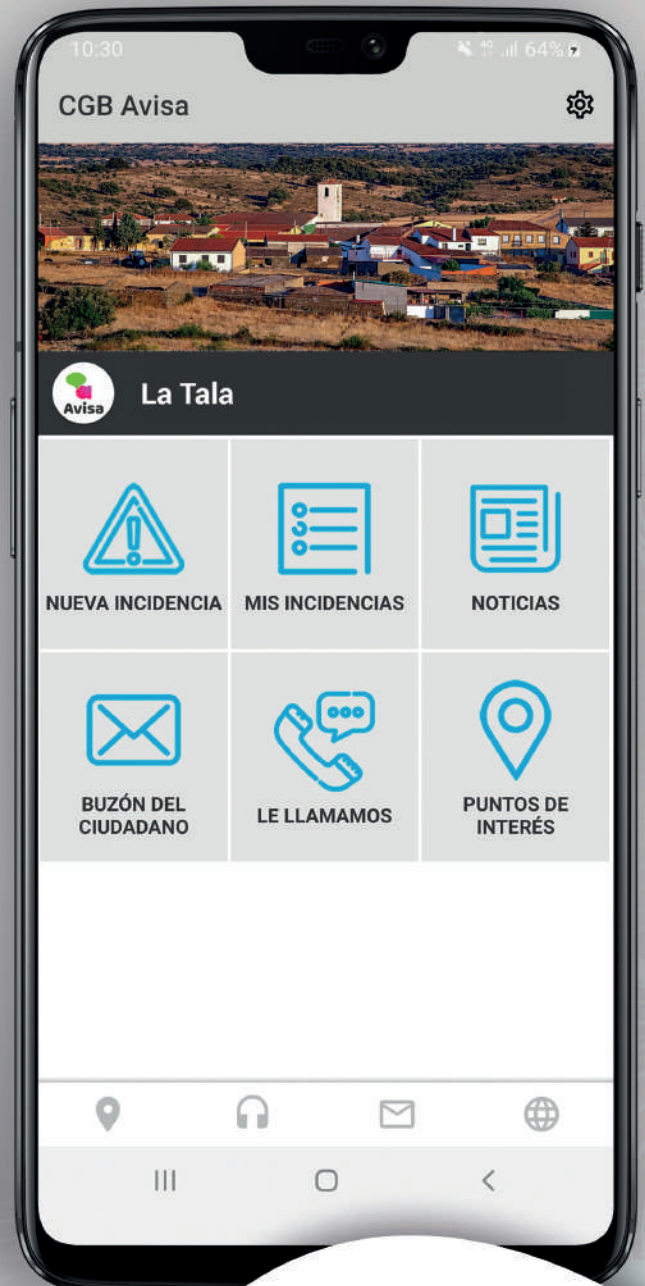 10:30
64%
CGB Avisa
Avisa
La Tala
NUEVA INCIDENCIA
MIS INCIDENCIAS
NOTICIAS
BUZÓN DEL
CIUDADANO
LE LLAMAMOS
PUNTOS DE
INTERÉS